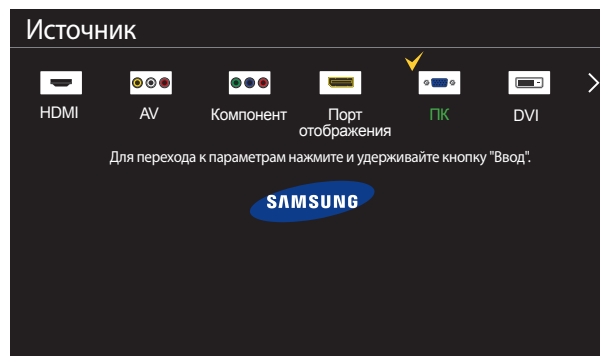 Источник
HDMI
AV
Компонент
Порт
отображения
ПК
DVI
Для перехода к параметрам нажмите и удерживайте кнопку "Ввод".
SAMSUNG